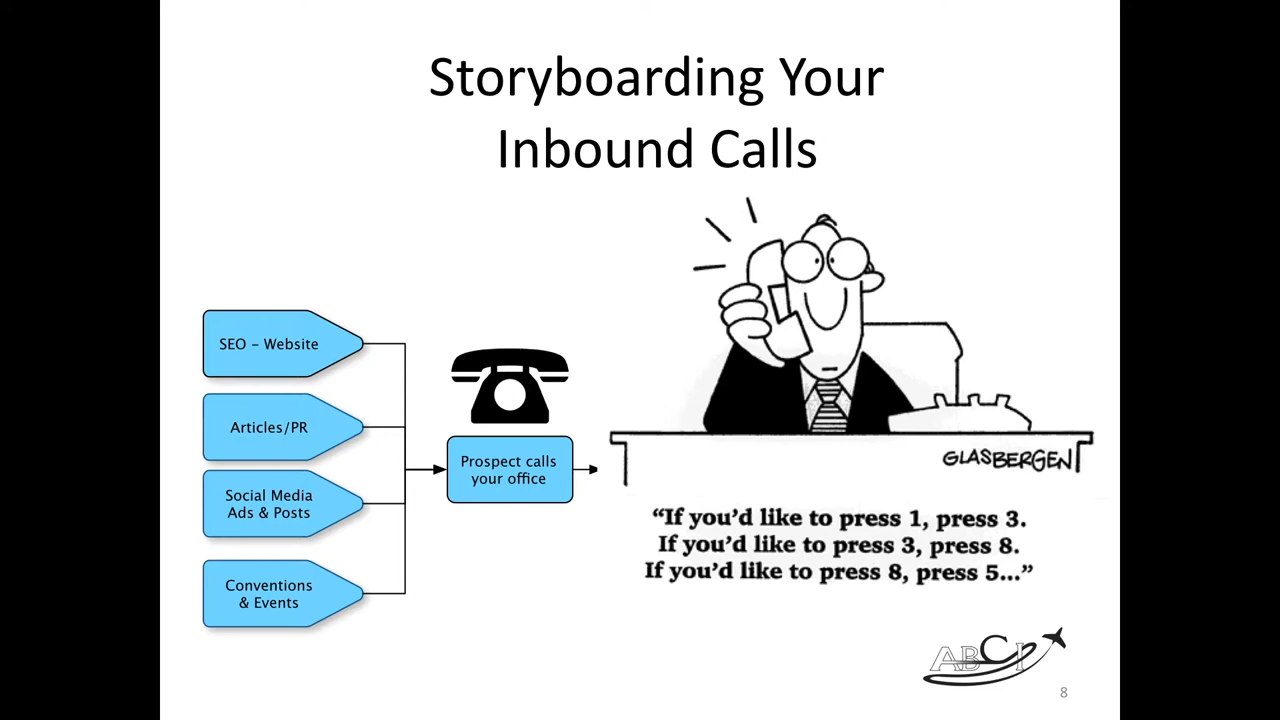 Storyboarding Your
Inbound Calls
SEO – Website
Articles/PR
Social Media
Ads & Posts
Conventions
& Events
Prospect calls
your office
GLASBERGEN
“If you’d like to press 1, press 3.
If you’d like to press 3, press 8.
If you’d like to press 8, press 5...”
ABCI
8